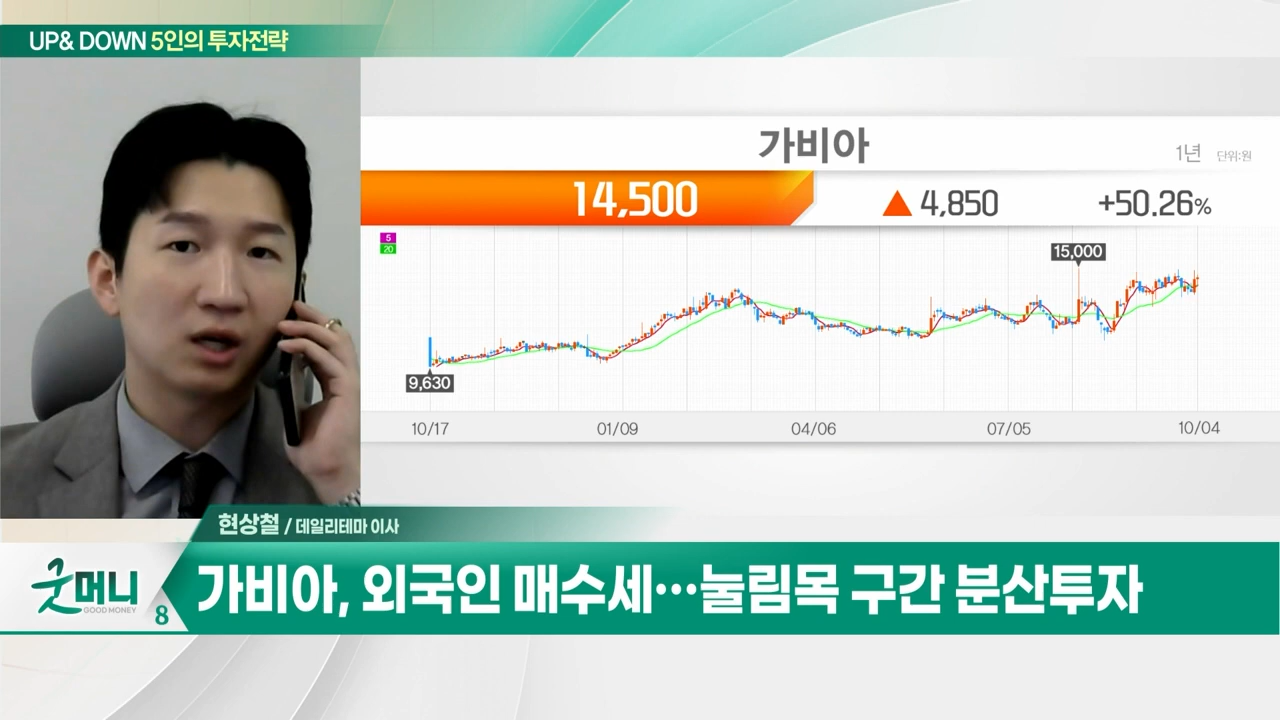 UP& DOWN 5인의 투자전략
가비아
1년 단위:원
14,500 ▲ 4,850 +50.26%
5
20
15,000
9,630
10/17 01/09 04/06 07/05 10/04
현상철 / 데일리테마 이사
굿머니
GOOD MONEY
8
가비아, 외국인 매수세…눌림목 구간 분산투자